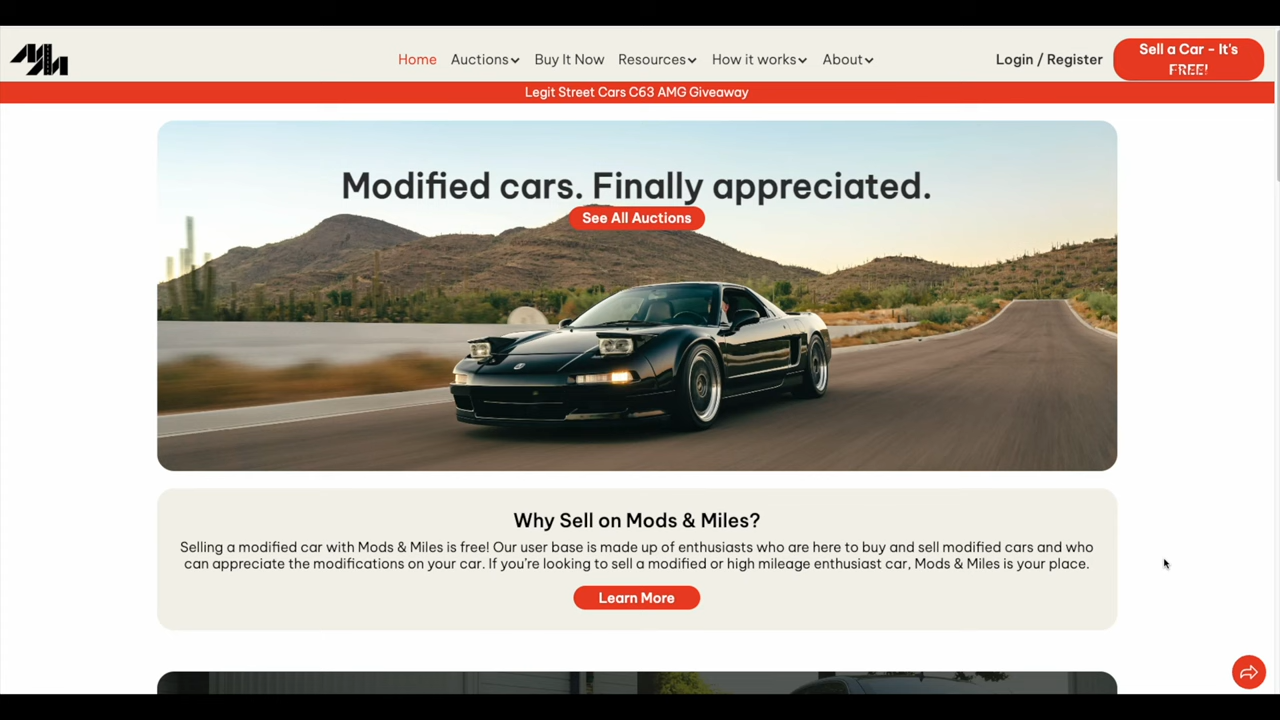 Home Auctions Buy It Now Resources How it works About Login / Register Sell a Car - It's
FREE!
Legit Street Cars C63 AMG Giveaway
Modified cars. Finally appreciated.
See All Auctions
Why Sell on Mods & Miles?
Selling a modified car with Mods & Miles is free! Our user base is made up of enthusiasts who are here to buy and sell modified cars and who
can appreciate the modifications on your car. If you're looking to sell a modified or high mileage enthusiast car, Mods & Miles is your place.
Learn More